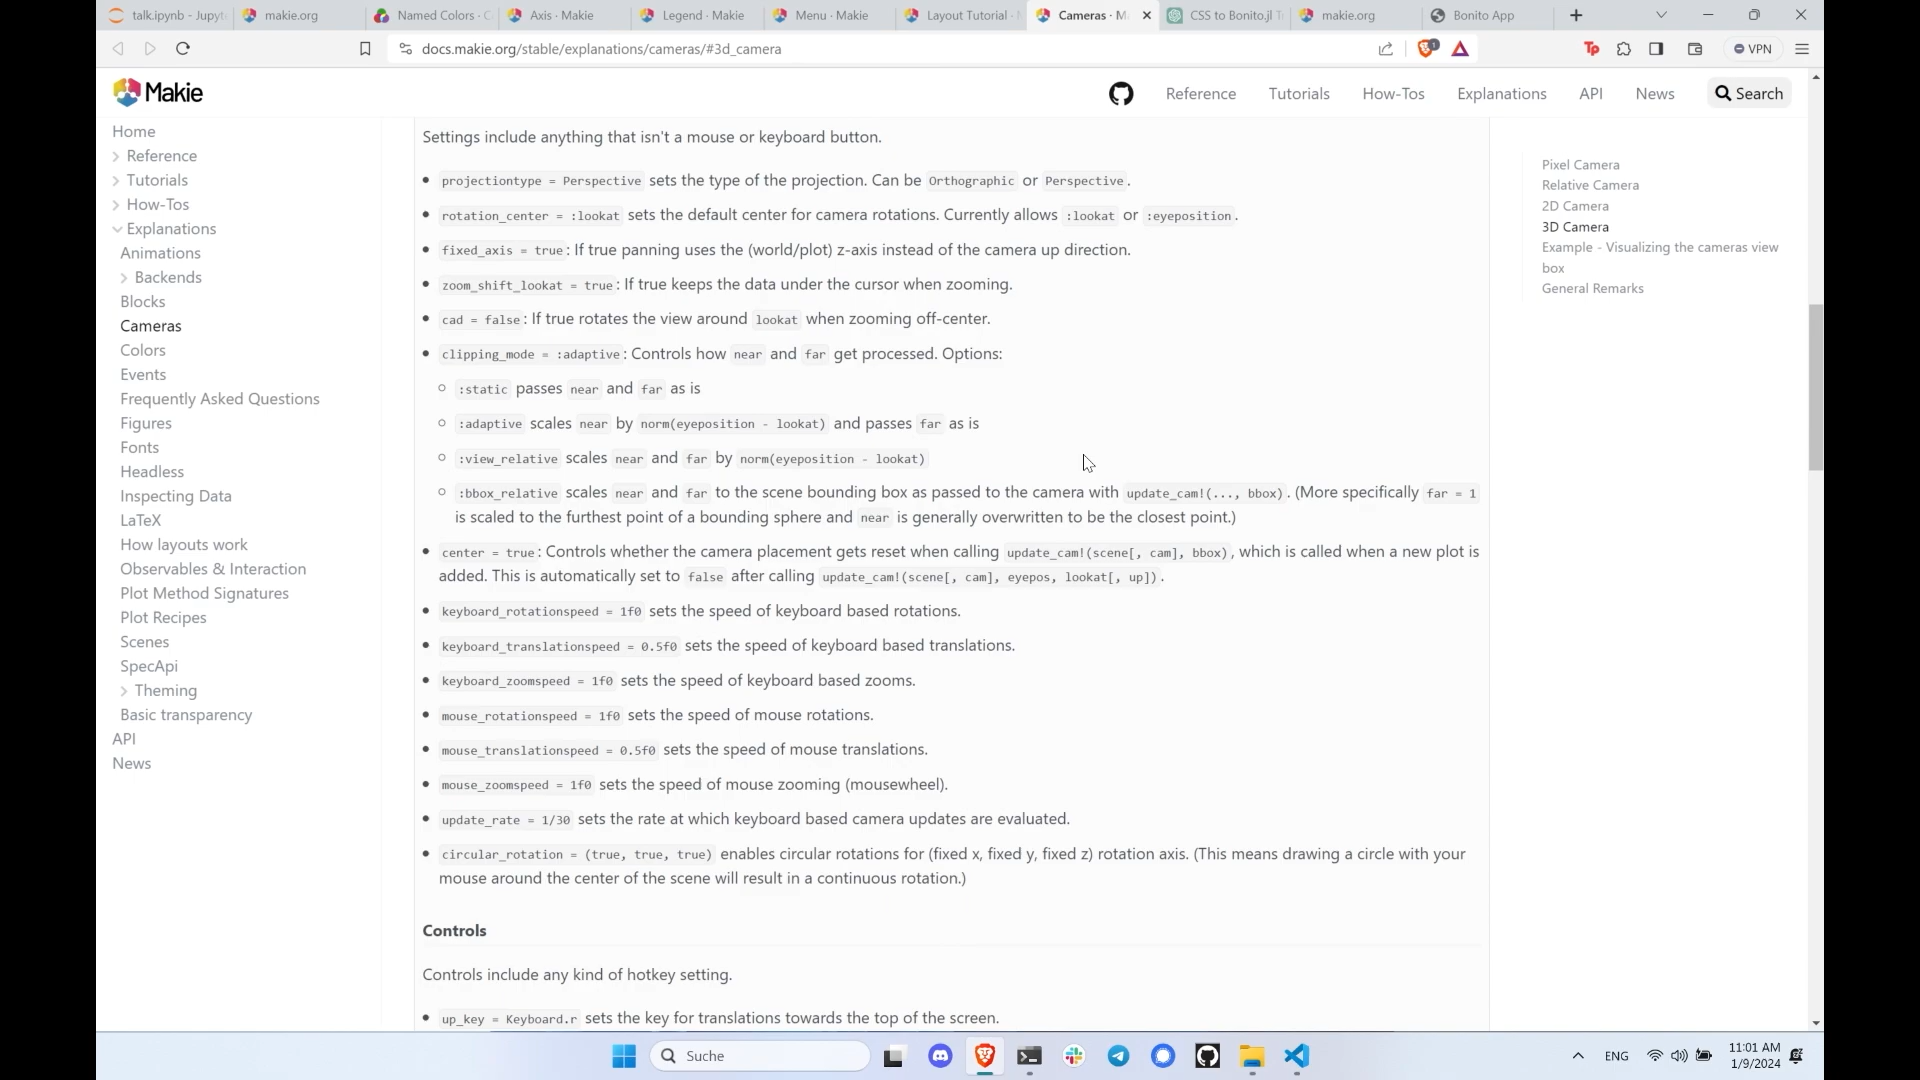 talk.ipynb - Jupyt
makie.org
Named Colors · C
Axis · Makie
Legend · Makie
Menu · Makie
Layout Tutorial ·
Cameras · M
CSS to Bonito.jl T
makie.org
Bonito App
docs.makie.org/stable/explanations/cameras/#3d_camera
1
Tp
VPN
Makie
Reference
Tutorials
How-Tos
Explanations
API
News
Search
Home
Reference
Tutorials
How-Tos
Explanations
Animations
Backends
Blocks
Cameras
Colors
Events
Frequently Asked Questions
Figures
Fonts
Headless
Inspecting Data
LaTeX
How layouts work
Observables & Interaction
Plot Method Signatures
Plot Recipes
Scenes
SpecApi
Theming
Basic transparency
API
News
Settings include anything that isn't a mouse or keyboard button.
projectiontype = Perspective sets the type of the projection. Can be Orthographic or Perspective.
rotation_center = :lookat sets the default center for camera rotations. Currently allows :lookat or :eyeposition.
fixed_axis = true: If true panning uses the (world/plot) z-axis instead of the camera up direction.
zoom_shift_lookat = true: If true keeps the data under the cursor when zooming.
cad = false: If true rotates the view around lookat when zooming off-center.
clipping_mode = :adaptive: Controls how near and far get processed. Options:
:static passes near and far as is
:adaptive scales near by norm(eyeposition - lookat) and passes far as is
:view_relative scales near and far by norm(eyeposition - lookat)
:bbox_relative scales near and far to the scene bounding box as passed to the camera with update_cam!(..., bbox). (More specifically far = 1
is scaled to the furthest point of a bounding sphere and near is generally overwritten to be the closest point.)
center = true: Controls whether the camera placement gets reset when calling update_cam!(scene[, cam], bbox), which is called when a new plot is
added. This is automatically set to false after calling update_cam!(scene[, cam], eyepos, lookat[, up]).
keyboard_rotationspeed = 1f0 sets the speed of keyboard based rotations.
keyboard_translationspeed = 0.5f0 sets the speed of keyboard based translations.
keyboard_zoomspeed = 1f0 sets the speed of keyboard based zooms.
mouse_rotationspeed = 1f0 sets the speed of mouse rotations.
mouse_translationspeed = 0.5f0 sets the speed of mouse translations.
mouse_zoomspeed = 1f0 sets the speed of mouse zooming (mousewheel).
update_rate = 1/30 sets the rate at which keyboard based camera updates are evaluated.
circular_rotation = (true, true, true) enables circular rotations for (fixed x, fixed y, fixed z) rotation axis. (This means drawing a circle with your
mouse around the center of the scene will result in a continuous rotation.)
Controls
Controls include any kind of hotkey setting.
up_key = Keyboard.r sets the key for translations towards the top of the screen.
Pixel Camera
Relative Camera
2D Camera
3D Camera
Example - Visualizing the cameras view
box
General Remarks
Suche
ENG
11:01 AM
1/9/2024